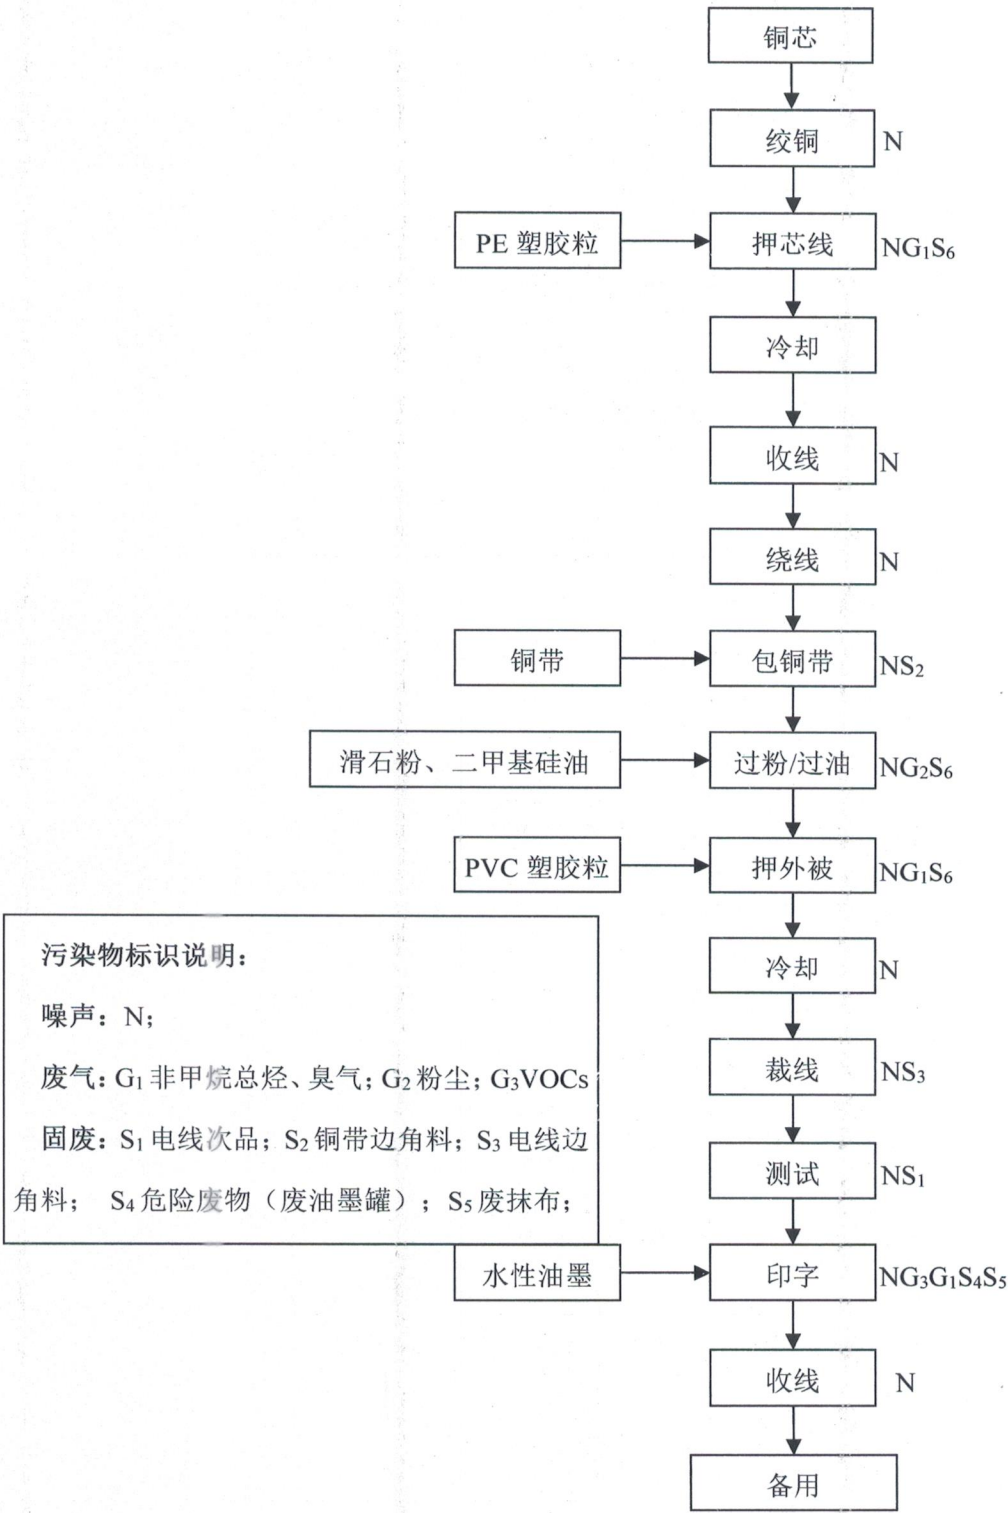 铜芯
绞铜 N
PE 塑胶粒 押芯线 NG₁S₆
冷却
收线 N
绕线 N
铜带 包铜带 NS₂
滑石粉、二甲基硅油 过粉/过油 NG₂S₆
PVC 塑胶粒 押外被 NG₁S₆
冷却 N
裁线 NS₃
测试 NS₁
污染物标识说明：
噪声：N；
废气：G₁ 非甲烷总烃、臭气；G₂ 粉尘；G₃VOCs
固废：S₁ 电线次品；S₂ 铜带边角料；S₃ 电线边
角料； S₄ 危险废物（废油墨罐）；S₅ 废抹布；
水性油墨 印字 NG₃G₁S₄S₅
收线 N
备用